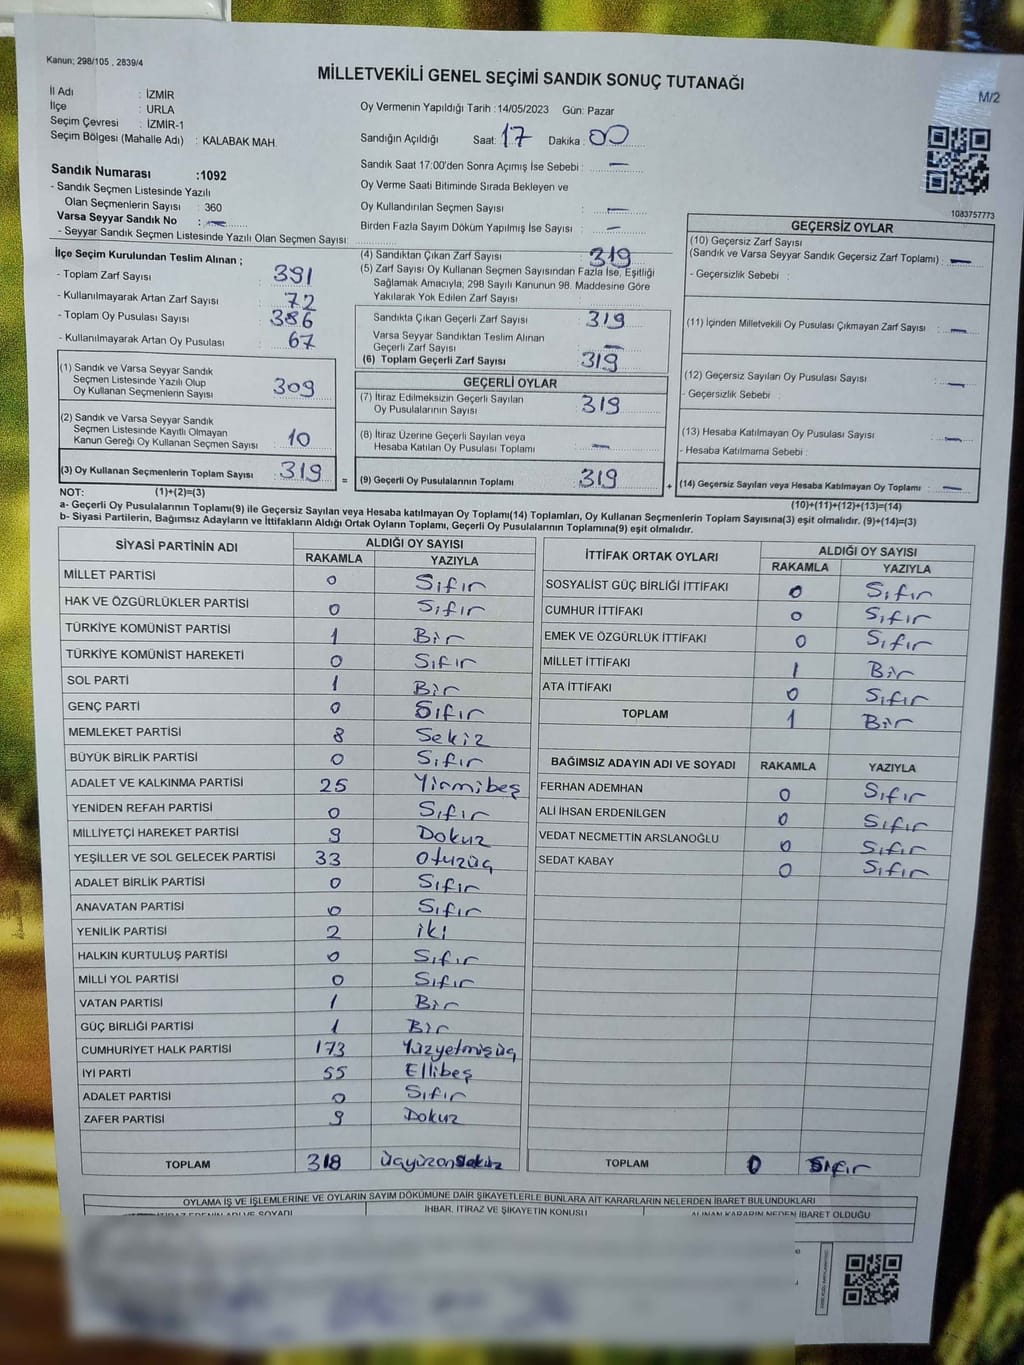 Kanun; 298/105 , 2839/4
MİLLETVEKİLİ GENEL SEÇİMİ SANDIK SONUÇ TUTANAĞI
M/2
İl Adı : İZMİR
İlçe : URLA
Seçim Çevresi : İZMİR-1
Seçim Bölgesi (Mahalle Adı) : KALABAK MAH.
Sandık Numarası :1092
- Sandık Seçmen Listesinde Yazılı
Olan Seçmenlerin Sayısı : 360
Varsa Seyyar Sandık No : —
- Seyyar Sandık Seçmen Listesinde Yazılı Olan Seçmen Sayısı:
Oy Vermenin Yapıldığı Tarih :14/05/2023 Gün: Pazar
Sandığın Açıldığı Saat: 17 Dakika : 00
Sandık Saat 17:00'den Sonra Açımış İse Sebebi : —
Oy Verme Saati Bitiminde Sırada Bekleyen ve
Oy Kullandırılan Seçmen Sayısı : —
Birden Fazla Sayım Döküm Yapılmış İse Sayısı : —
1083757773
İlçe Seçim Kurulundan Teslim Alınan ;
- Toplam Zarf Sayısı : 391
- Kullanılmayarak Artan Zarf Sayısı : 72
- Toplam Oy Pusulası Sayısı : 386
- Kullanılmayarak Artan Oy Pusulası : 67
(1) Sandık ve Varsa Seyyar Sandık
Seçmen Listesinde Yazılı Olup
Oy Kullanan Seçmenlerin Sayısı : 309
(2) Sandık ve Varsa Seyyar Sandık
Seçmen Listesinde Kayıtlı Olmayan
Kanun Gereği Oy Kullanan Seçmen Sayısı : 10
(3) Oy Kullanan Seçmenlerin Toplam Sayısı : 319 =
(4) Sandıktan Çıkan Zarf Sayısı : 319
(5) Zarf Sayısı Oy Kullanan Seçmen Sayısından Fazla İse, Eşitliği
Sağlamak Amacıyla; 298 Sayılı Kanunun 98. Maddesine Göre
Yakılarak Yok Edilen Zarf Sayısı :
Sandıkta Çıkan Geçerli Zarf Sayısı : 319
Varsa Seyyar Sandıktan Teslim Alınan
Geçerli Zarf Sayısı : —
(6) Toplam Geçerli Zarf Sayısı : 319
GEÇERLİ OYLAR
(7) İtiraz Edilmeksizin Geçerli Sayılan
Oy Pusulalarının Sayısı : 319
(8) İtiraz Üzerine Geçerli Sayılan veya
Hesaba Katılan Oy Pusulası Toplamı : —
(9) Geçerli Oy Pusulalarının Toplamı : 319 +
GEÇERSİZ OYLAR
(10) Geçersiz Zarf Sayısı
(Sandık ve Varsa Seyyar Sandık Geçersiz Zarf Toplamı) : —
- Geçersizlik Sebebi :
(11) İçinden Milletvekili Oy Pusulası Çıkmayan Zarf Sayısı : —
(12) Geçersiz Sayılan Oy Pusulası Sayısı : —
- Geçersizlik Sebebi :
(13) Hesaba Katılmayan Oy Pusulası Sayısı : —
- Hesaba Katılmama Sebebi :
(14) Geçersiz Sayılan veya Hesaba Katılmayan Oy Toplamı : —
NOT: (1)+(2)=(3)
(10)+(11)+(12)+(13)=(14)
a- Geçerli Oy Pusulalarının Toplamı(9) ile Geçersiz Sayılan veya Hesaba katılmayan Oy Toplamı(14) Toplamları, Oy Kullanan Seçmenlerin Toplam Sayısına(3) eşit olmalıdır. (9)+(14)=(3)
b- Siyasi Partilerin, Bağımsız Adayların ve İttifakların Aldığı Ortak Oyların Toplamı, Geçerli Oy Pusulalarının Toplamına(9) eşit olmalıdır.
SİYASİ PARTİNİN ADI ALDIĞI OY SAYISI
RAKAMLA YAZIYLA
MİLLET PARTİSİ 0 Sıfır
HAK VE ÖZGÜRLÜKLER PARTİSİ 0 Sıfır
TÜRKİYE KOMÜNİST PARTİSİ 1 Bir
TÜRKİYE KOMÜNİST HAREKETİ 0 Sıfır
SOL PARTİ 1 Bir
GENÇ PARTİ 0 Sıfır
MEMLEKET PARTİSİ 8 Sekiz
BÜYÜK BİRLİK PARTİSİ 0 Sıfır
ADALET VE KALKINMA PARTİSİ 25 Yirmibeş
YENİDEN REFAH PARTİSİ 0 Sıfır
MİLLİYETÇİ HAREKET PARTİSİ 9 Dokuz
YEŞİLLER VE SOL GELECEK PARTİSİ 33 Otuzüç
ADALET BİRLİK PARTİSİ 0 Sıfır
ANAVATAN PARTİSİ 0 Sıfır
YENİLİK PARTİSİ 2 iki
HALKIN KURTULUŞ PARTİSİ 0 Sıfır
MİLLİ YOL PARTİSİ 0 Sıfır
VATAN PARTİSİ 1 Bir
GÜÇ BİRLİĞİ PARTİSİ 1 Bir
CUMHURİYET HALK PARTİSİ 173 Yüzyetmişüç
İYİ PARTİ 55 Ellibeş
ADALET PARTİSİ 0 Sıfır
ZAFER PARTİSİ 9 Dokuz
TOPLAM 318 üçyüzonsekiz
İTTİFAK ORTAK OYLARI ALDIĞI OY SAYISI
RAKAMLA YAZIYLA
SOSYALİST GÜÇ BİRLİĞİ İTTİFAKI 0 Sıfır
CUMHUR İTTİFAKI 0 Sıfır
EMEK VE ÖZGÜRLÜK İTTİFAKI 0 Sıfır
MİLLET İTTİFAKI 1 Bir
ATA İTTİFAKI 0 Sıfır
TOPLAM 1 Bir
BAĞIMSIZ ADAYIN ADI VE SOYADI RAKAMLA YAZIYLA
FERHAN ADEMHAN 0 Sıfır
ALİ İHSAN ERDENİLGEN 0 Sıfır
VEDAT NECMETTİN ARSLANOĞLU 0 Sıfır
SEDAT KABAY 0 Sıfır
TOPLAM 0 Sıfır
OYLAMA İŞ VE İŞLEMLERİNE VE OYLARIN SAYIM DÖKÜMÜNE DAİR ŞİKAYETLERLE BUNLARA AİT KARARLARIN NELERDEN İBARET BULUNDUKLARI
İTİRAZ EDENİN ADI VE SOYADI İHBAR, İTİRAZ VE ŞİKAYETİN KONUSU ALINAN KARARIN NEDEN İBARET OLDUĞU